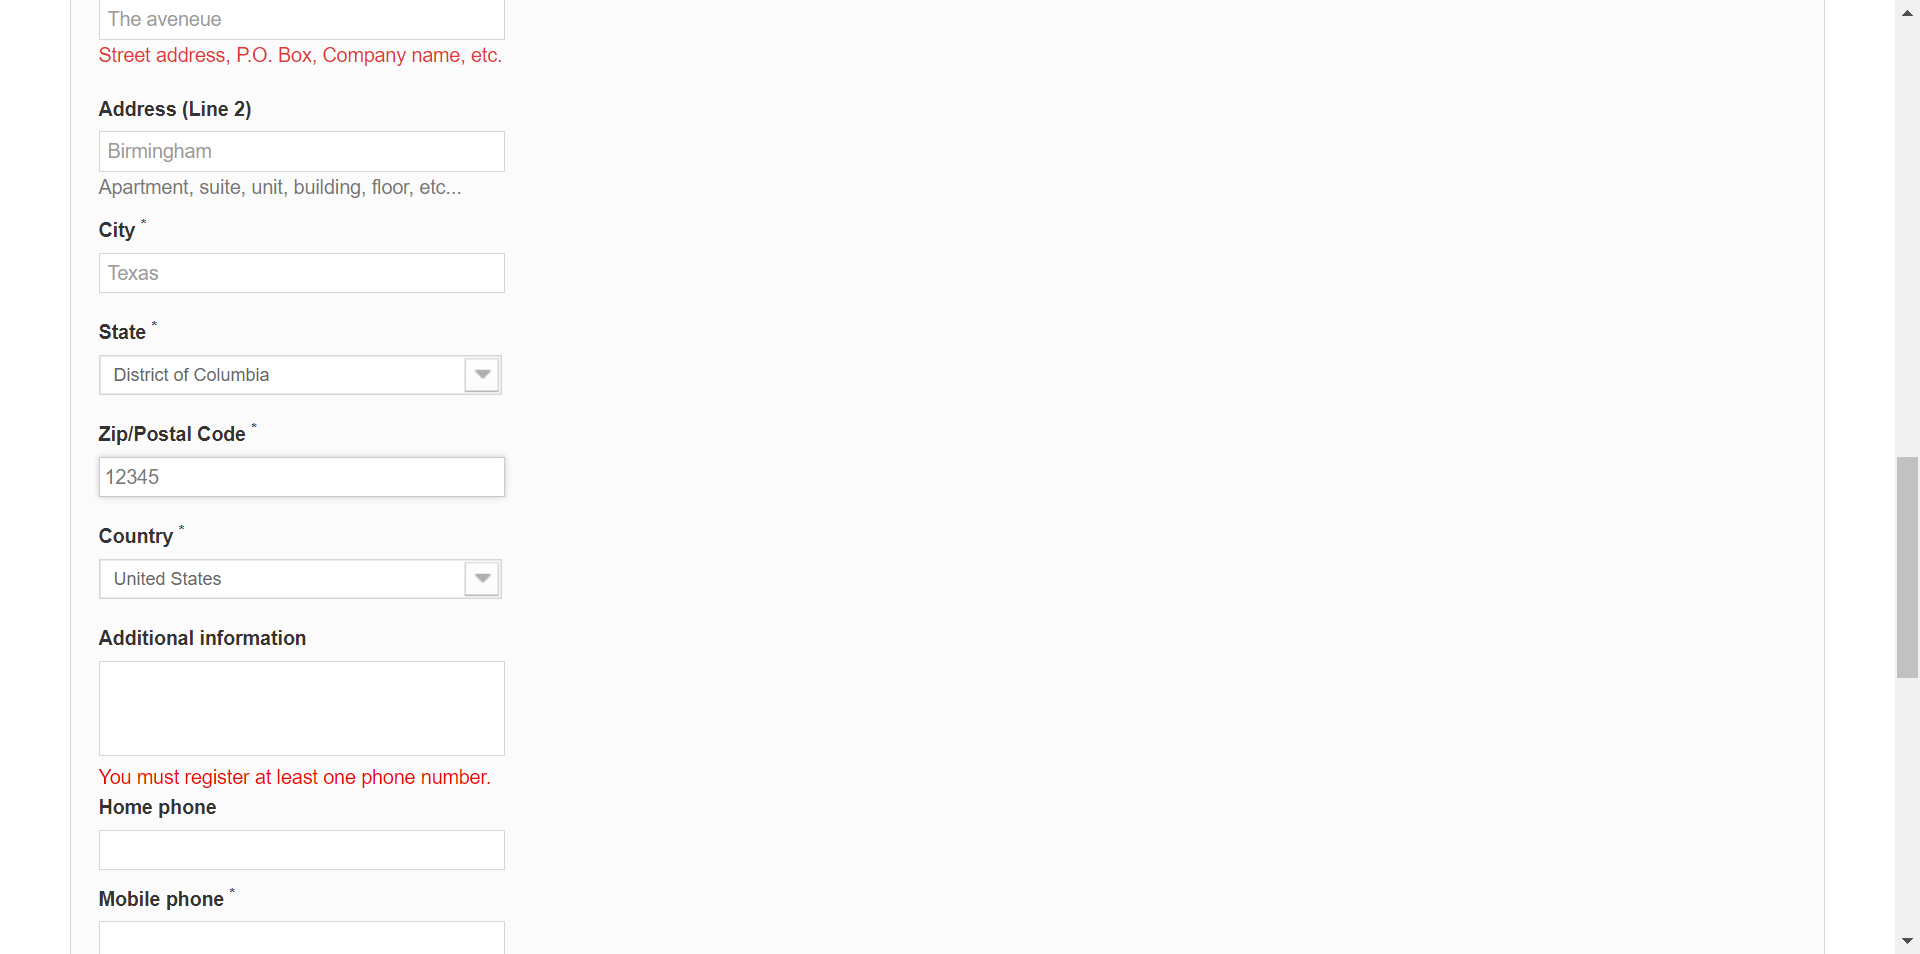 The aveneue
Street address, P.O. Box, Company name, etc.
Address (Line 2)
Birmingham
Apartment, suite, unit, building, floor, etc...
City *
Texas
State *
District of Columbia
Zip/Postal Code *
12345
Country *
United States
Additional information
You must register at least one phone number.
Home phone
Mobile phone *